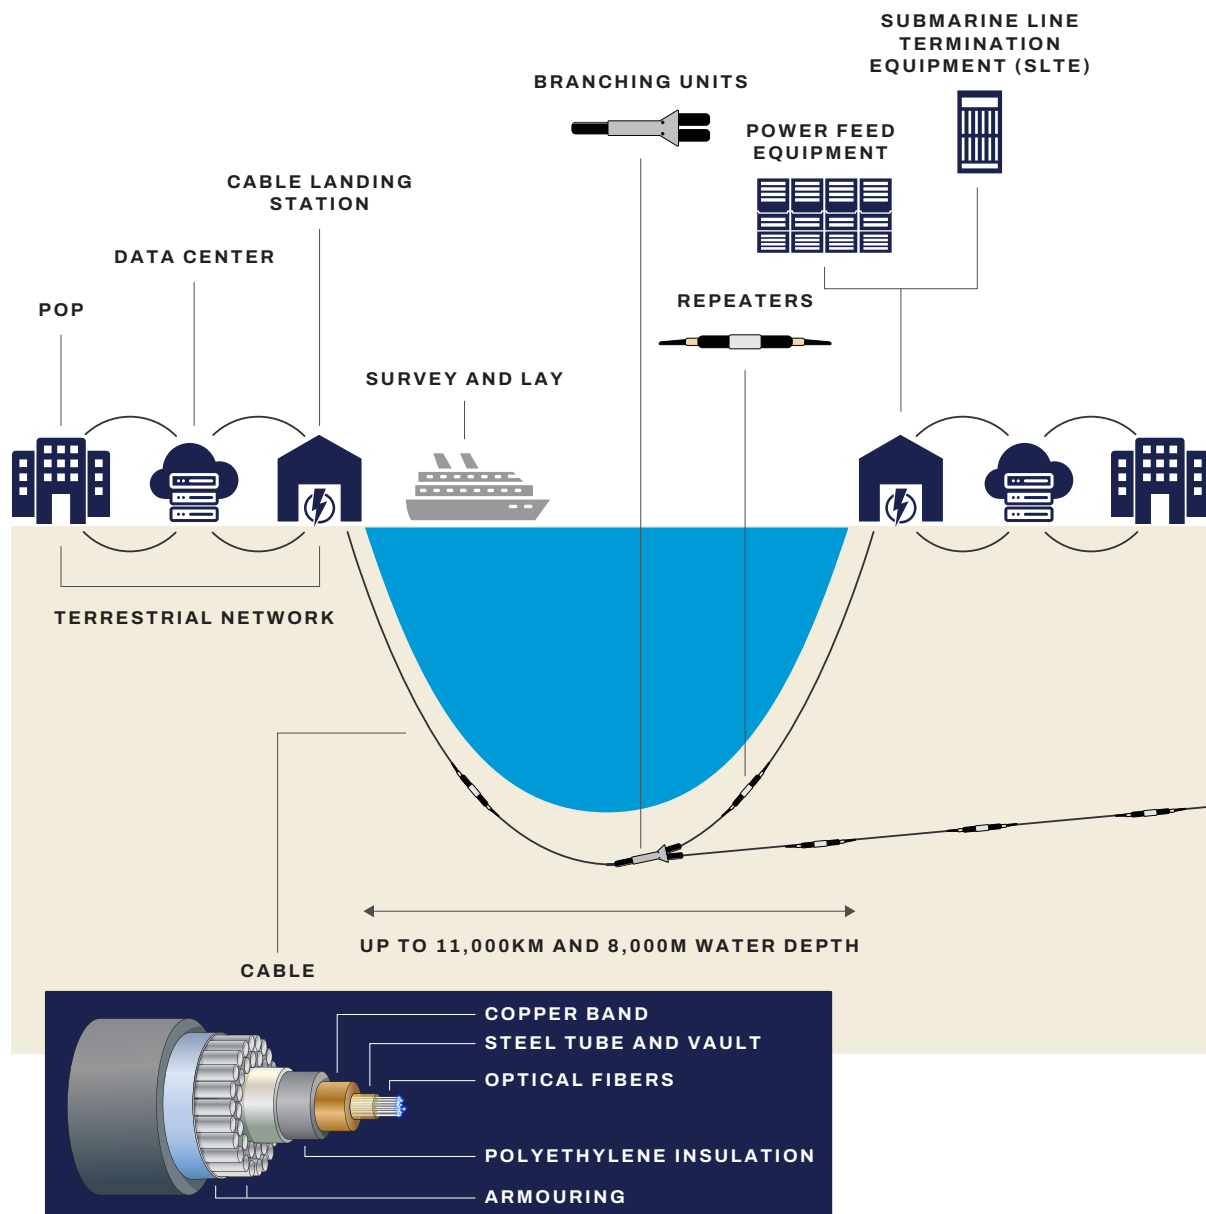 SUBMARINE LINE
TERMINATION
EQUIPMENT (SLTE)
BRANCHING UNITS
POWER FEED
EQUIPMENT
CABLE LANDING
STATION
DATA CENTER
POP
REPEATERS
SURVEY AND LAY
TERRESTRIAL NETWORK
UP TO 11,000KM AND 8,000M WATER DEPTH
CABLE
COPPER BAND
STEEL TUBE AND VAULT
OPTICAL FIBERS
POLYETHYLENE INSULATION
ARMOURING